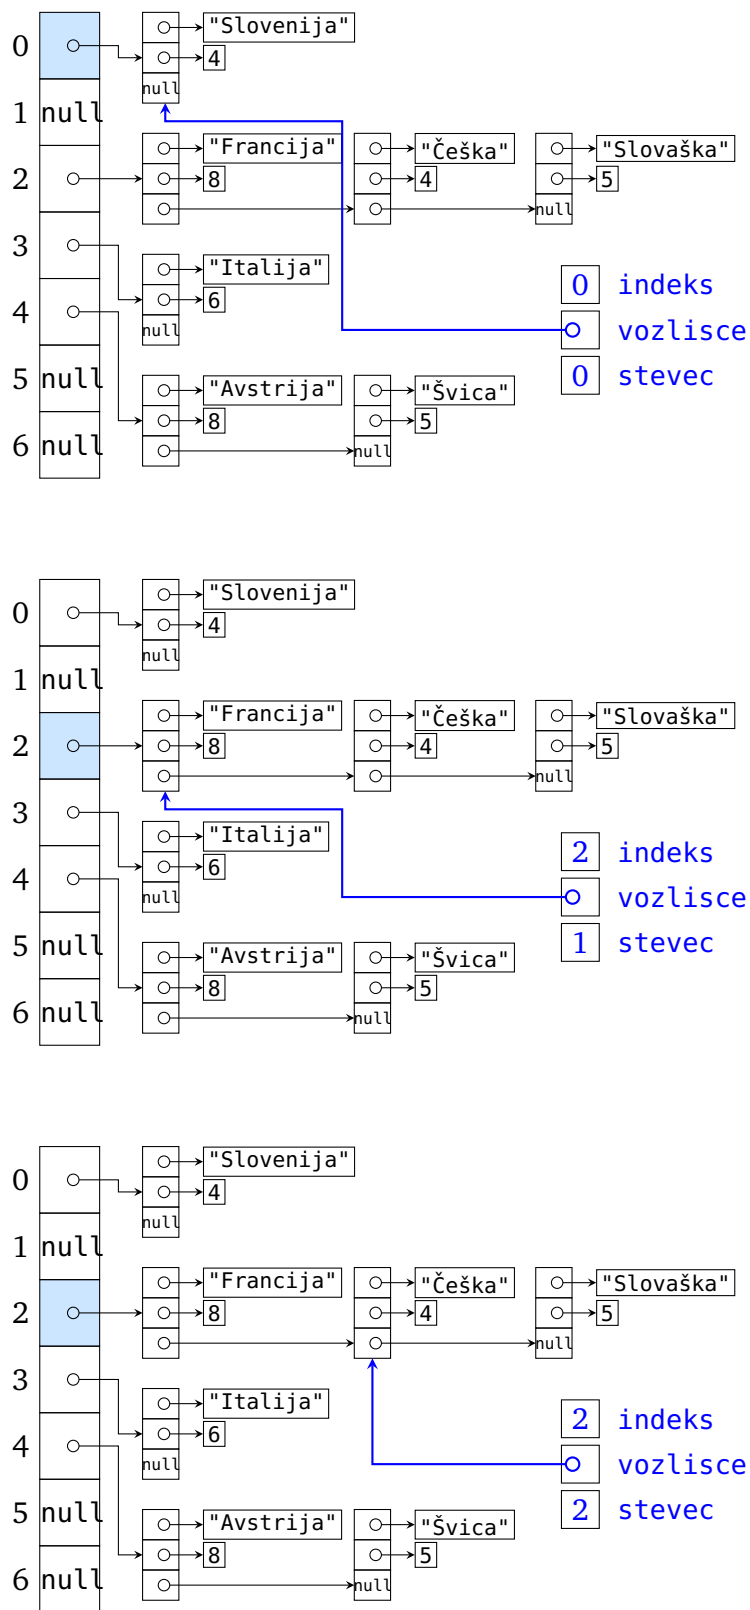 0 "Slovenija"
4
null
1 null
"Francija" "Češka" "Slovaška"
2 8 4 5
null
3 "Italija"
0 indeks
6
4 null
vozlisce
0 stevec
5 null "Avstrija" "Švica"
8 5
6 null null
0 "Slovenija"
4
null
1 null
"Francija" "Češka" "Slovaška"
2 8 4 5
null
3 "Italija"
2 indeks
6
4 null
vozlisce
1 stevec
5 null "Avstrija" "Švica"
8 5
6 null null
0 "Slovenija"
4
null
1 null
"Francija" "Češka" "Slovaška"
2 8 4 5
null
3 "Italija"
2 indeks
6
4 null
vozlisce
2 stevec
5 null "Avstrija" "Švica"
8 5
6 null null